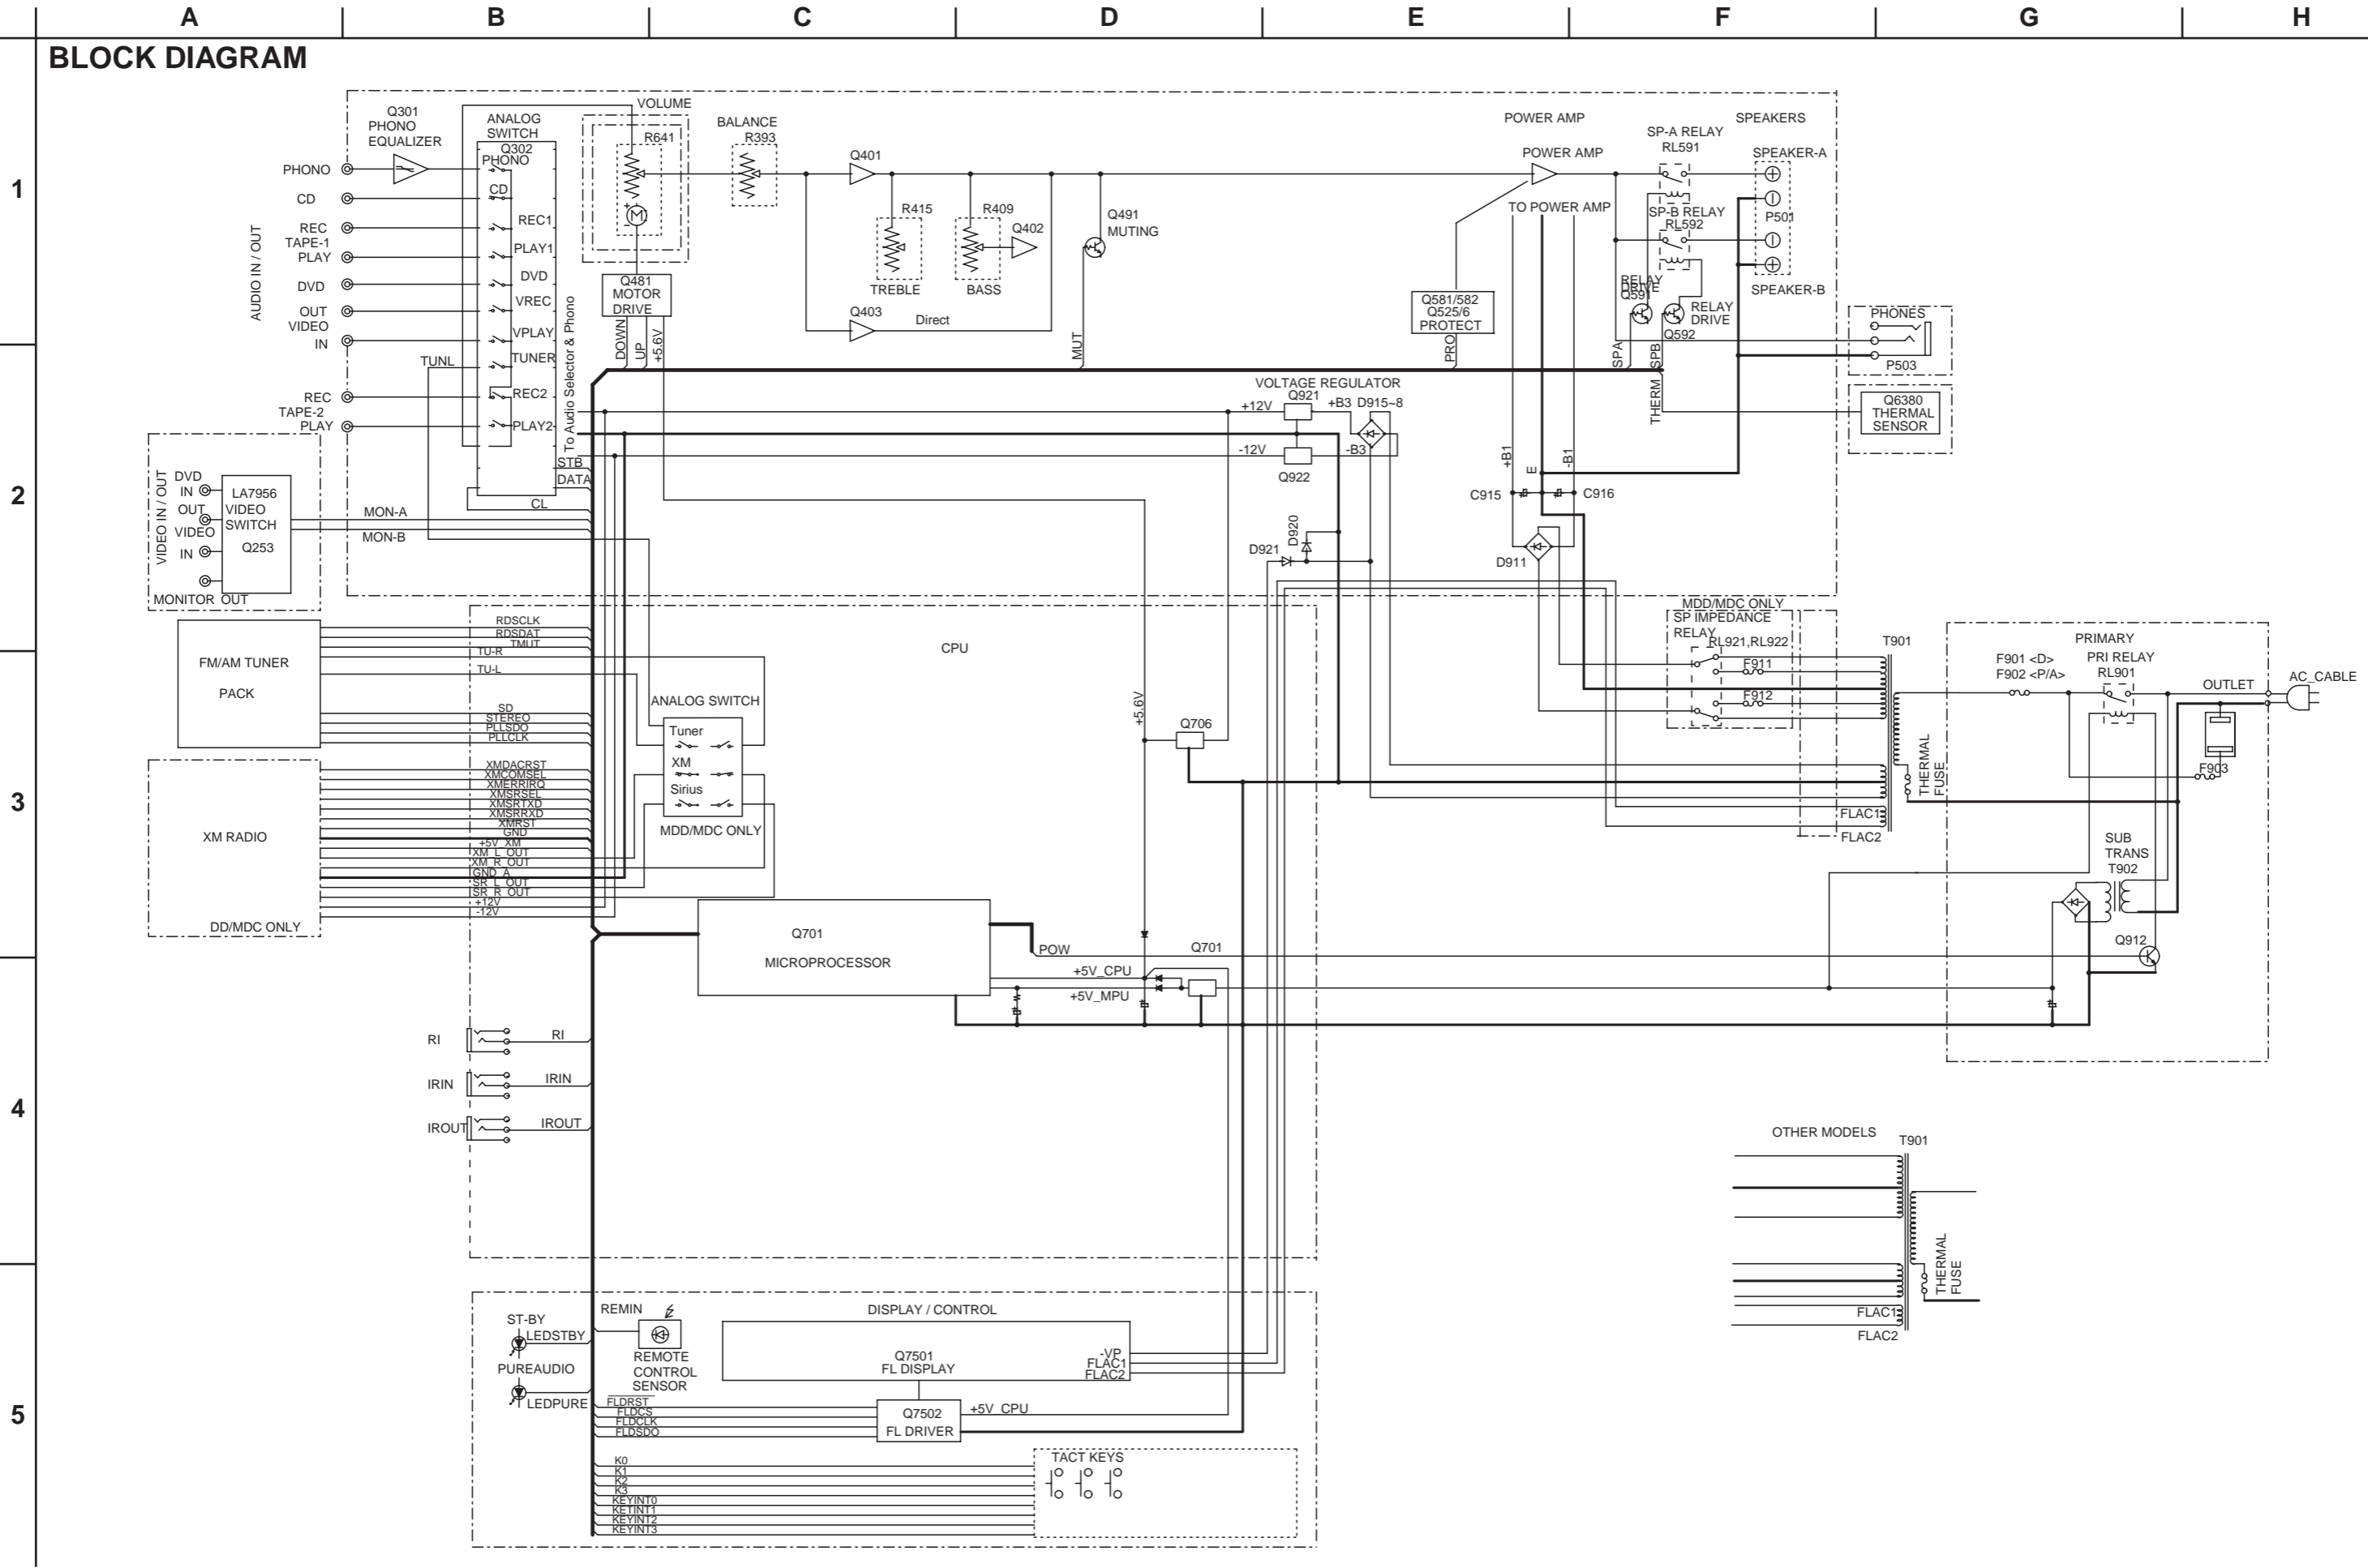 A B C D E F G H
BLOCK DIAGRAM
1
2
3
4
5
Q301
PHONO
EQUALIZER
ANALOG
SWITCH
Q302
PHONO
CD
REC1
PLAY1
DVD
VREC
VPLAY
TUNER
REC2
PLAY2
STB
DATA
CL
TUNL
To Audio Selector & Phono
AUDIO IN / OUT
PHONO
CD
REC
TAPE-1
PLAY
DVD
OUT
VIDEO
IN
REC
TAPE-2
PLAY
VOLUME
R641
M
+
-
Q481
MOTOR
DRIVE
DOWN
UP
+5.6V
BALANCE
R393
Q401
R415
TREBLE
R409
BASS
Q402
Q403
Direct
Q491
MUTING
MUT
POWER AMP
POWER AMP
TO POWER AMP
Q581/582
Q525/6
PROTECT
PRO
SP-A RELAY
RL591
SP-B RELAY
RL592
SPEAKERS
SPEAKER-A
P501
SPEAKER-B
RELAY
DRIVE
Q591
RELAY
DRIVE
Q592
SPA
SPB
THERM
PHONES
P503
Q6380
THERMAL
SENSOR
VOLTAGE REGULATOR
Q921
+12V
+B3
D915~8
-12V
-B3
Q922
+B1
E
-B1
C915
C916
D911
D920
D921
VIDEO IN / OUT
DVD
IN
OUT
VIDEO
IN
MONITOR OUT
LA7956
VIDEO
SWITCH
Q253
MON-A
MON-B
FM/AM TUNER
PACK
RDSCLK
RDSDAT
TMUT
TU-R
TU-L
SD
STEREO
PLLSDO
PLLCLK
XM RADIO
DD/MDC ONLY
XMDACRST
XMCOMSEL
XMERRIRQ
XMSRSEL
XMSRTXD
XMSRRXD
XMRST
GND
+5V_XM
XM_L_OUT
XM_R_OUT
GND_A
SR_L_OUT
SR_R_OUT
+12V
-12V
CPU
ANALOG SWITCH
Tuner
XM
Sirius
MDD/MDC ONLY
+5.6V
Q706
Q701
MICROPROCESSOR
POW
Q701
+5V_CPU
+5V_MPU
MDD/MDC ONLY
SP IMPEDANCE
RELAY
RL921,RL922
F911
F912
T901
THERMAL
FUSE
FLAC1
FLAC2
PRIMARY
F901 <D>
F902 <P/A>
PRI RELAY
RL901
OUTLET
AC_CABLE
F903
SUB
TRANS
T902
Q912
RI
RI
IRIN
IRIN
IROUT
IROUT
OTHER MODELS
T901
THERMAL
FUSE
FLAC1
FLAC2
ST-BY
LEDSTBY
PUREAUDIO
LEDPURE
REMIN
REMOTE
CONTROL
SENSOR
DISPLAY / CONTROL
Q7501
FL DISPLAY
-VP
FLAC1
FLAC2
FLDRST
FLDCS
FLDCLK
FLDSDO
Q7502
FL DRIVER
+5V_CPU
TACT KEYS
K0
K1
K2
K3
KEYINT0
KETINT1
KEYINT2
KEYINT3